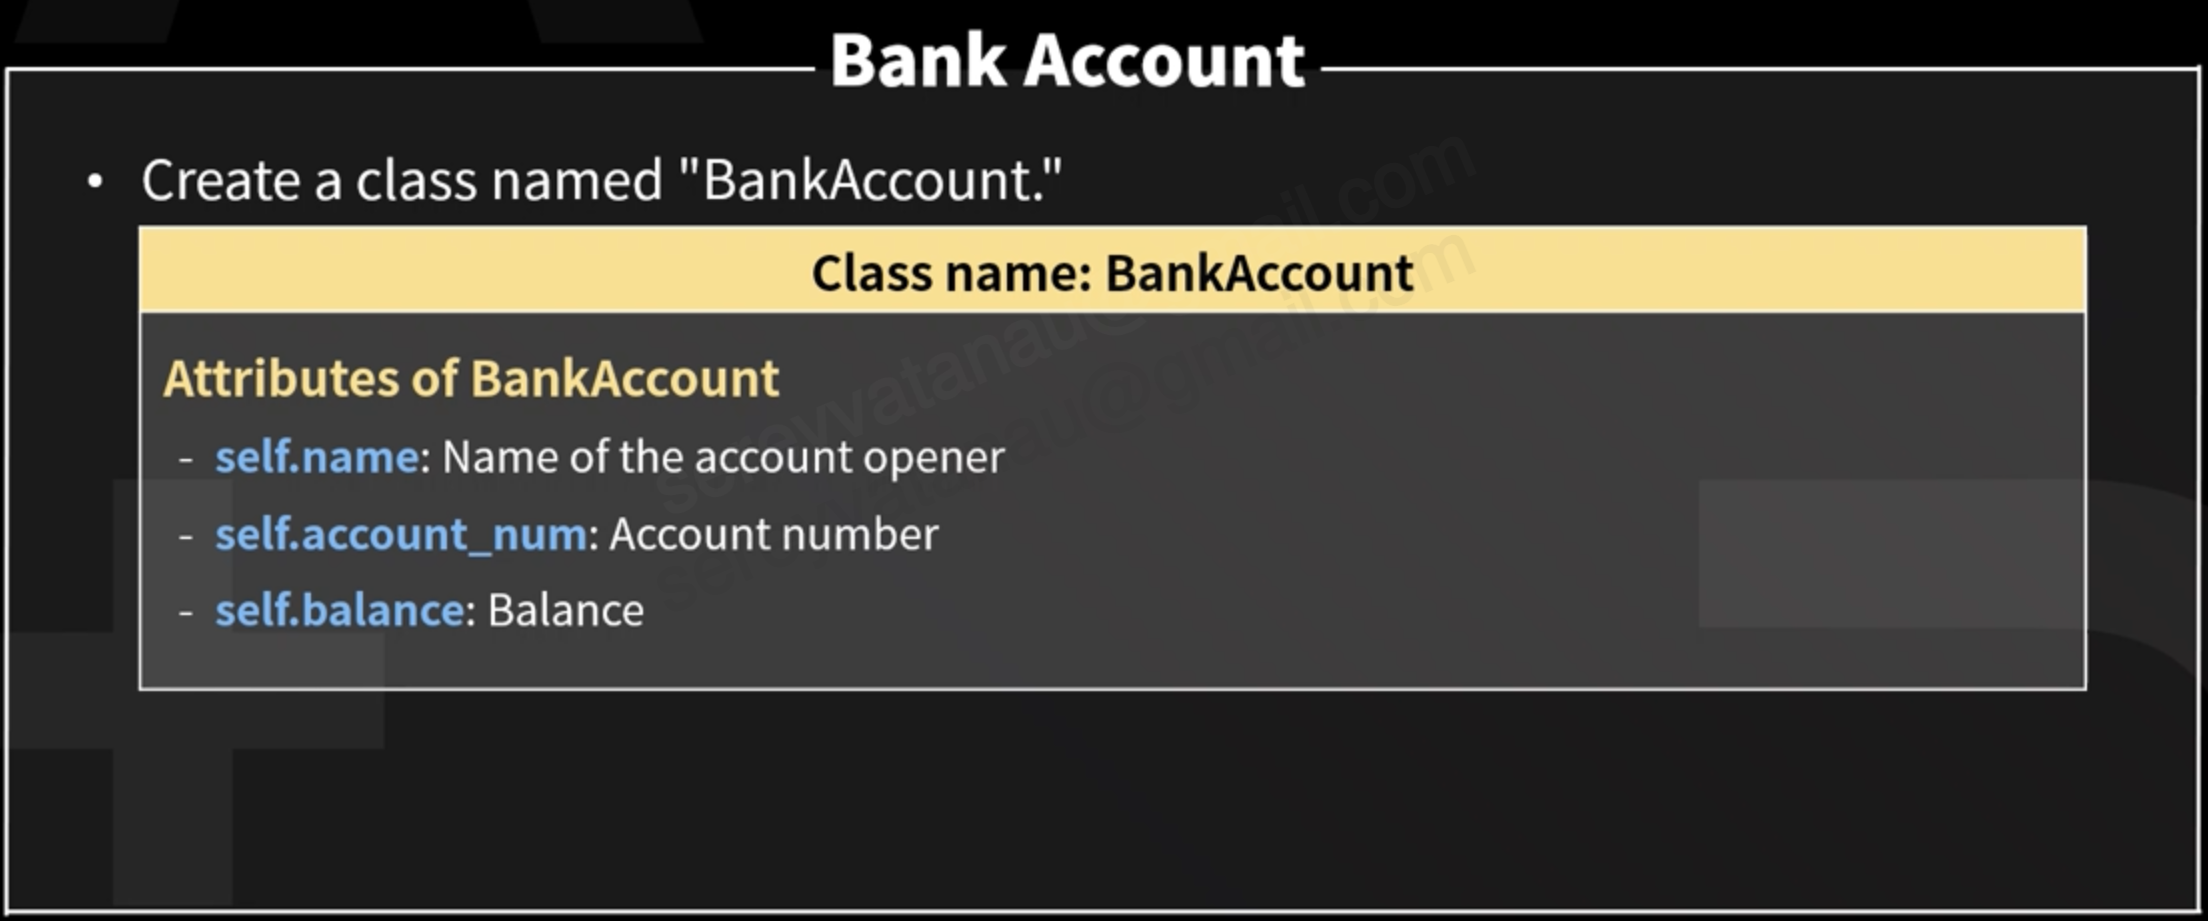 Bank Account
• Create a class named "BankAccount."
Class name: BankAccount
Attributes of BankAccount
- self.name: Name of the account opener
- self.account_num: Account number
- self.balance: Balance